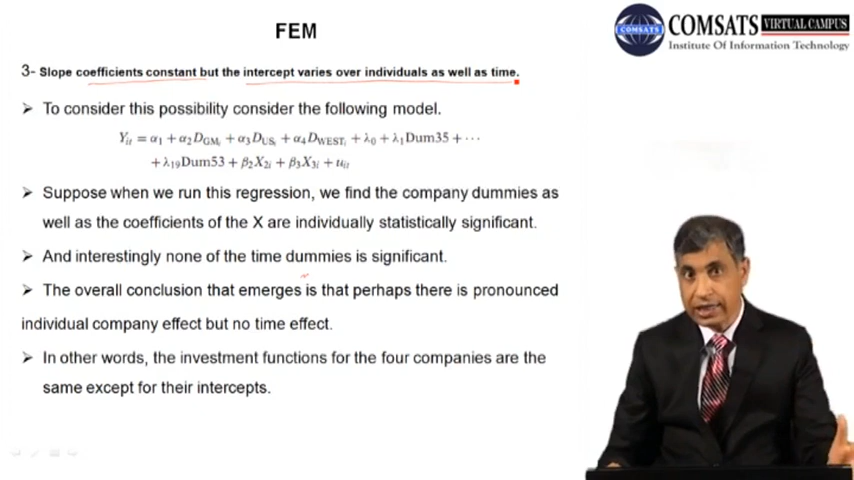 FEM
COMSATS VIRTUAL CAMPUS
Institute Of Information Technology
3- Slope coefficients constant but the intercept varies over individuals as well as time.
➢ To consider this possibility consider the following model.
Yᵢₜ = α₁ + α₂D_GMᵢ + α₃D_USᵢ + α₄D_WESTᵢ + λ₀ + λ₁Dum35 + ···
+ λ₁₉Dum53 + β₂X₂ᵢ + β₃X₃ᵢ + uᵢₜ
➢ Suppose when we run this regression, we find the company dummies as
well as the coefficients of the X are individually statistically significant.
➢ And interestingly none of the time dummies is significant.
➢ The overall conclusion that emerges is that perhaps there is pronounced
individual company effect but no time effect.
➢ In other words, the investment functions for the four companies are the
same except for their intercepts.